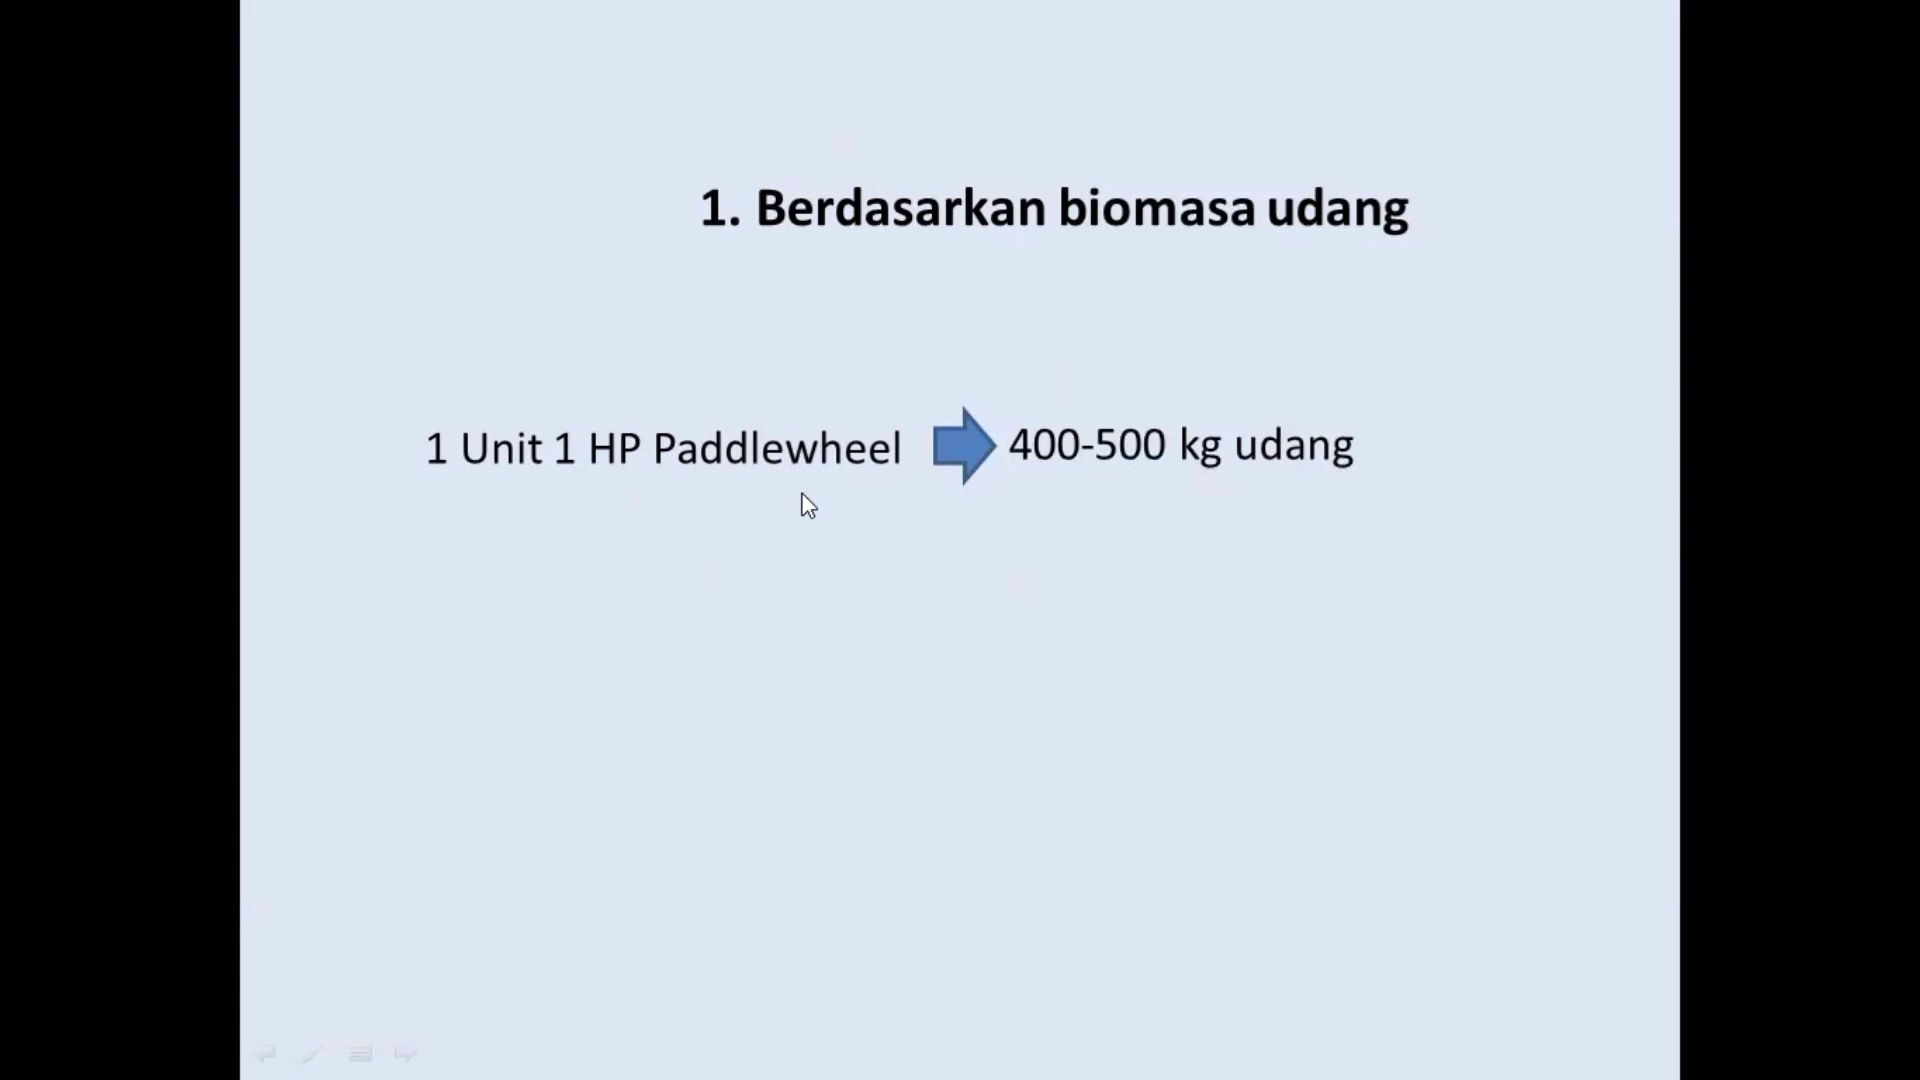 1. Berdasarkan biomasa udang
1 Unit 1 HP Paddlewheel 400-500 kg udang